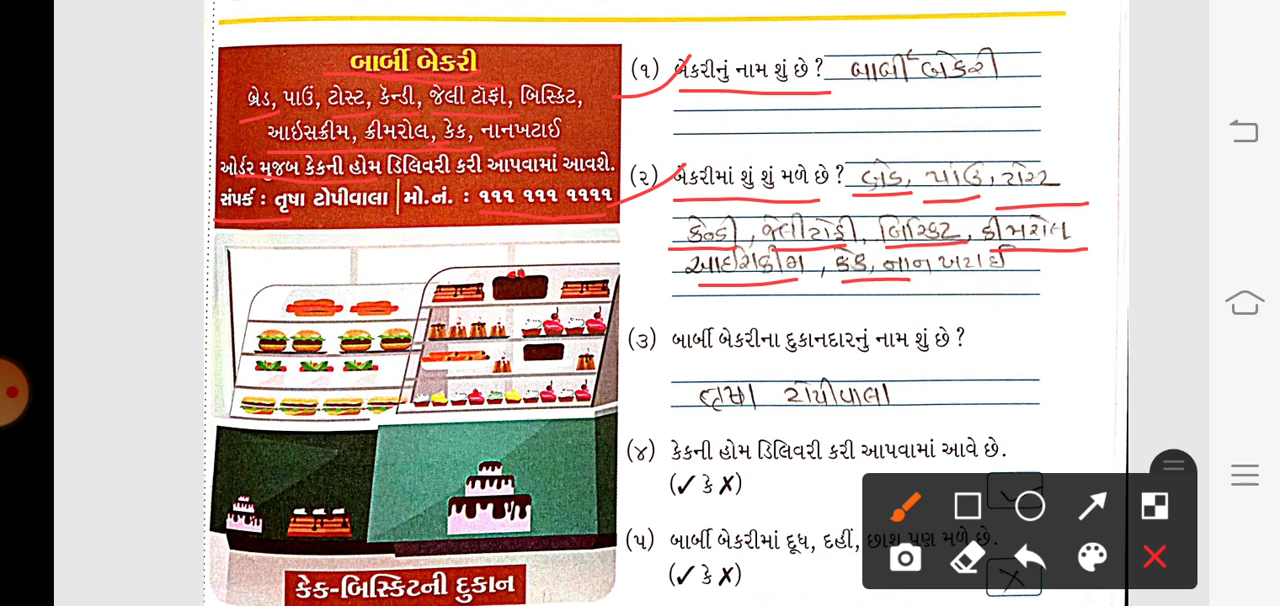 બાર્બી બેકરી
બ્રેડ, પાઉં, ટોસ્ટ, કેન્ડી, જેલી ટૉફી, બિસ્કિટ,
આઇસક્રીમ, ક્રીમરોલ, કેક, નાનખટાઈ
ઓર્ડર મુજબ કેકની હોમ ડિલિવરી કરી આપવામાં આવશે.
સંપર્ક : તૃષા ટોપીવાલા | મો.નં. : ૧૧૧ ૧૧૧ ૧૧૧૧
કેક-બિસ્કિટની દુકાન
(૧) બેકરીનું નામ શું છે ? બાર્બી બેકેરી
(૨) બેકરીમાં શું શું મળે છે ? બ્રેડ, પાંઉ, ટોસ્ટ
કેન્ડી, જેલીટોફી, બિસ્કિટ, ક્રીમરોલ
આઈસક્રીમ, કેક, નાનખટાઈ
(૩) બાર્બી બેકરીના દુકાનદારનું નામ શું છે ?
તૃષા ટોપીવાલા
(૪) કેકની હોમ ડિલિવરી કરી આપવામાં આવે છે.
(✓ કે ✗) ✓
(૫) બાર્બી બેકરીમાં દૂધ, દહીં, છાશ પણ મળે છે.
(✓ કે ✗) ✗